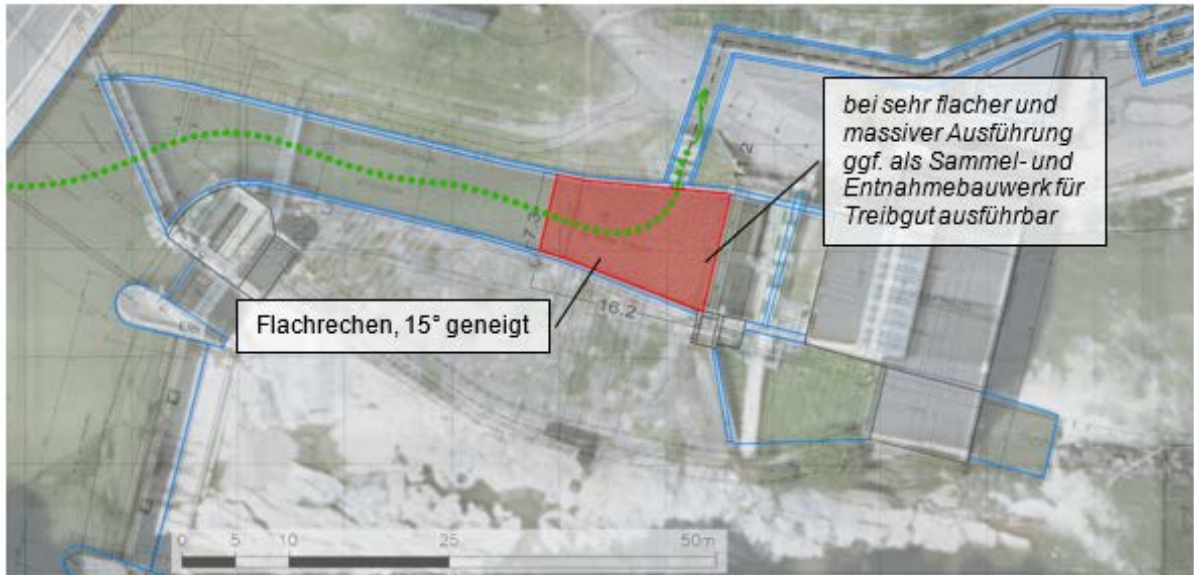 bei sehr flacher und
massiver Ausführung
ggf. als Sammel- und
Entnahmebauwerk für
Treibgut ausführbar
7.3
16.2
Flachrechen, 15° geneigt
0 5 10 25 50m